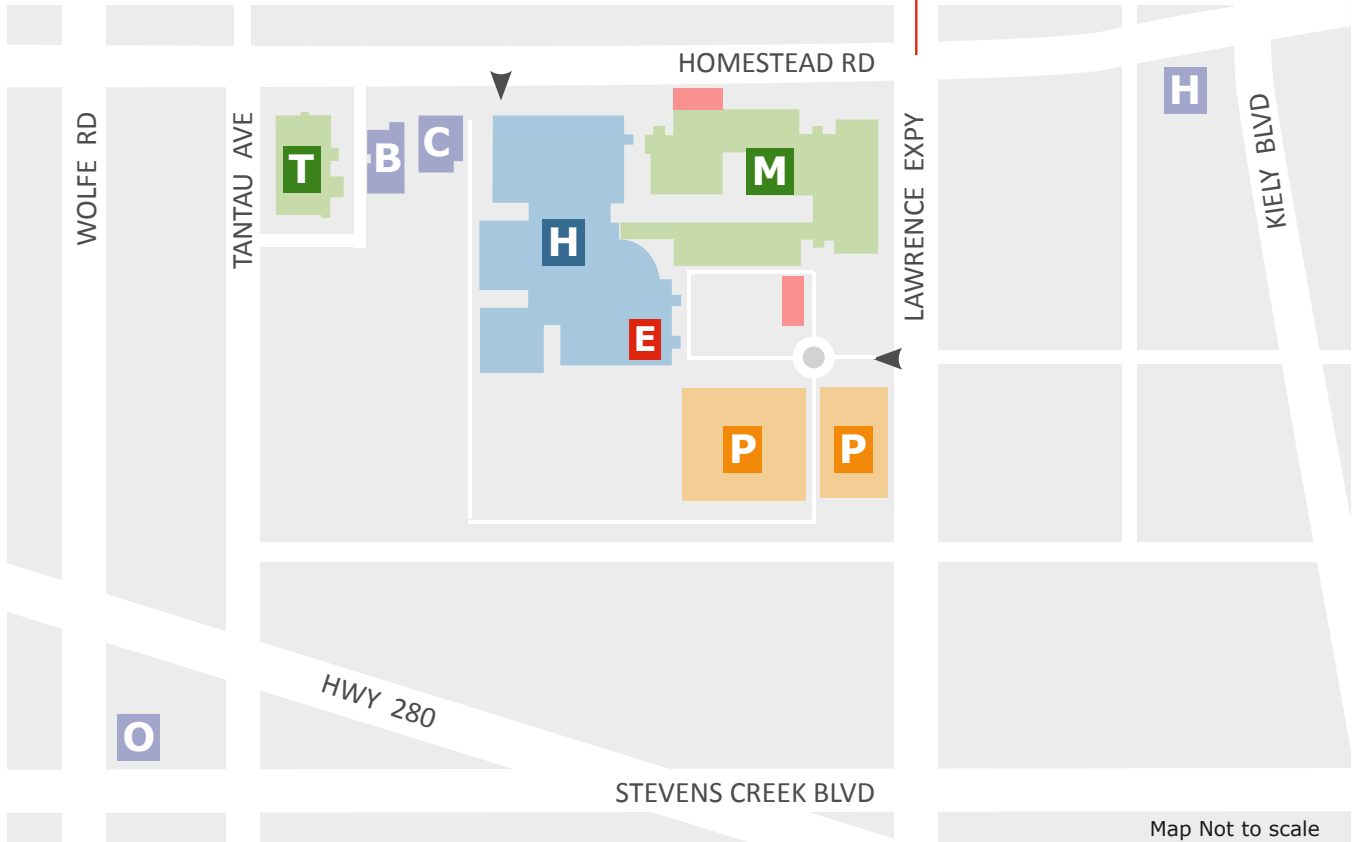 HOMESTEAD RD
H
WOLFE RD
TANTAU AVE
T
B
C
M
LAWRENCE EXPY
KIELY BLVD
H
E
P
P
HWY 280
O
STEVENS CREEK BLVD
Map Not to scale